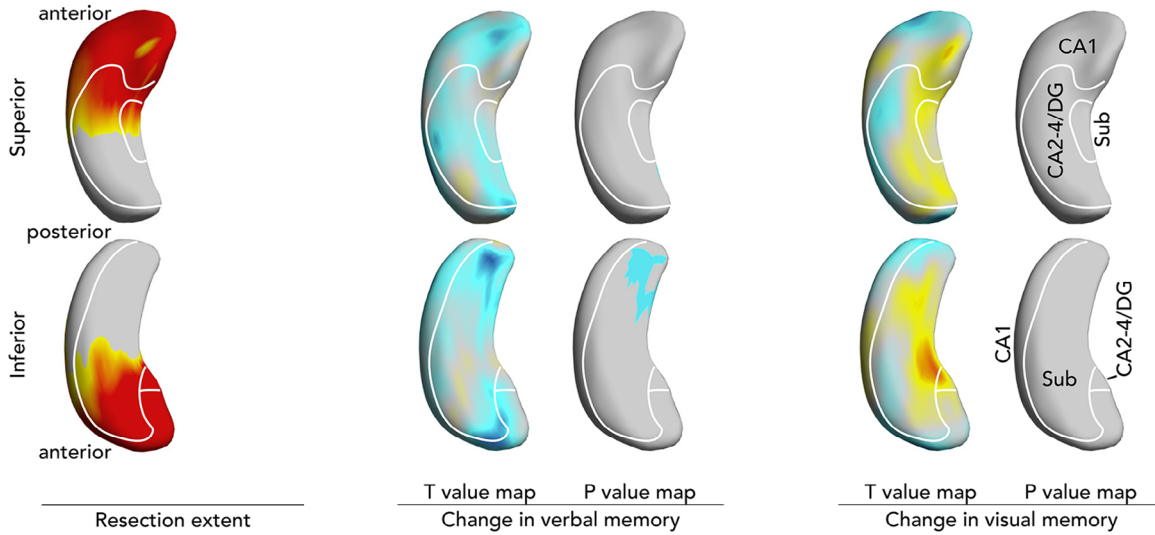 anterior
Superior
CA1
CA2-4/DG
Sub
posterior
Inferior
CA1
Sub
CA2-4/DG
anterior
T value map
P value map
T value map
P value map
Resection extent
Change in verbal memory
Change in visual memory